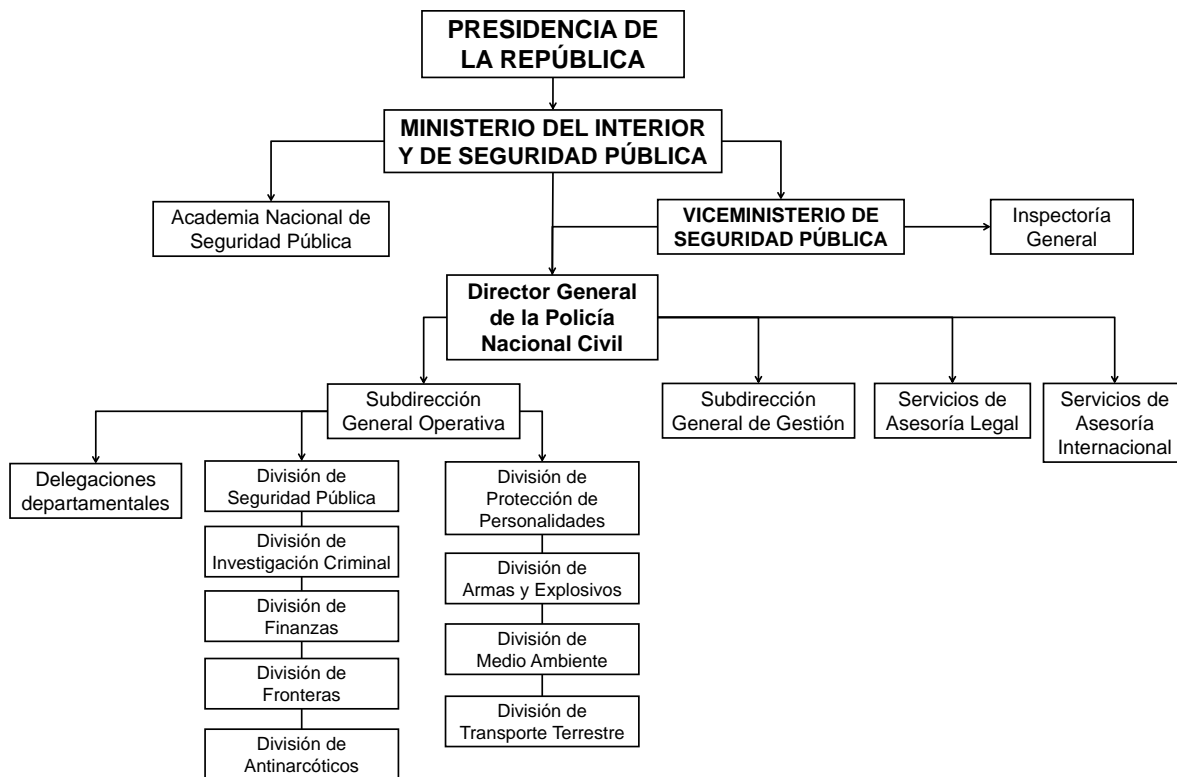 PRESIDENCIA DE
LA REPÚBLICA
MINISTERIO DEL INTERIOR
Y DE SEGURIDAD PÚBLICA
Academia Nacional de
Seguridad Pública
VICEMINISTERIO DE
SEGURIDAD PÚBLICA
Inspectoría
General
Director General
de la Policía
Nacional Civil
Subdirección
General Operativa
Subdirección
General de Gestión
Servicios de
Asesoría Legal
Servicios de
Asesoría
Internacional
Delegaciones
departamentales
División de
Seguridad Pública
División de
Investigación Criminal
División de
Finanzas
División de
Fronteras
División de
Antinarcóticos
División de
Protección de
Personalidades
División de
Armas y Explosivos
División de
Medio Ambiente
División de
Transporte Terrestre